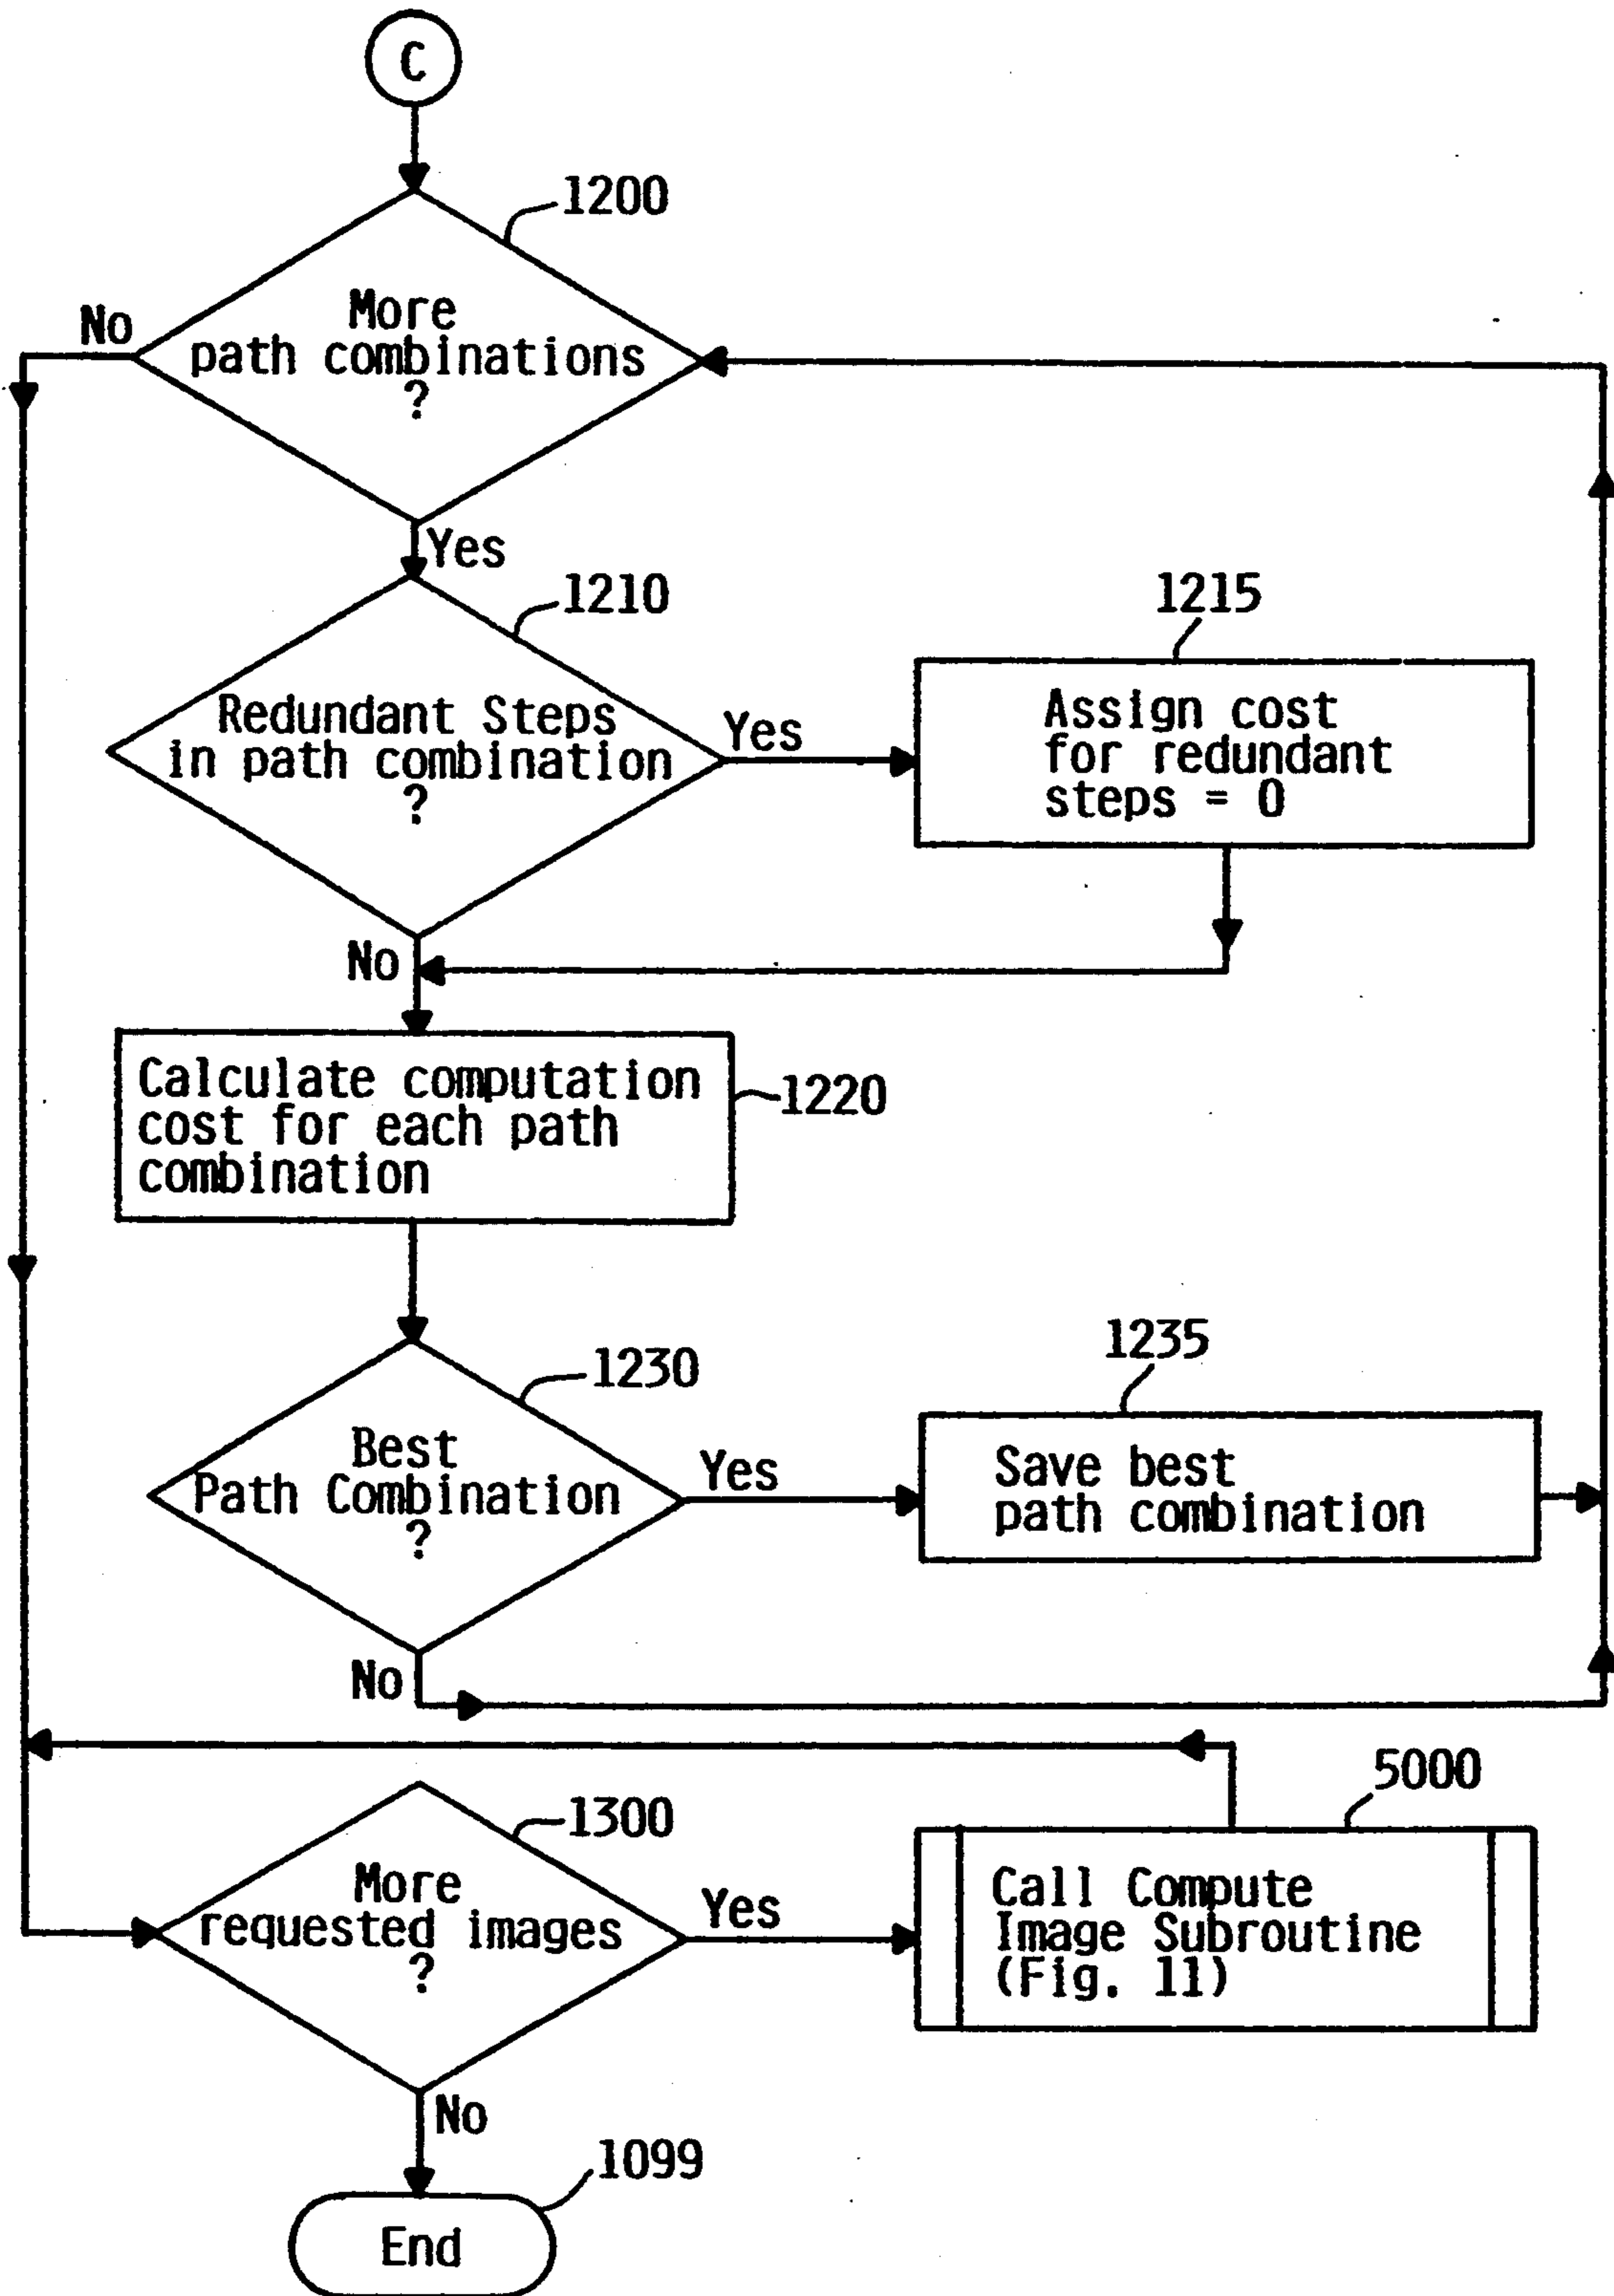 C
1200
More
path combinations
?
No
Yes
1210
Redundant Steps
in path combination
?
Yes
1215
Assign cost
for redundant
steps = 0
No
Calculate computation
cost for each path
combination
1220
1230
Best
Path Combination
?
Yes
1235
Save best
path combination
No
1300
More
requested images
?
Yes
5000
Call Compute
Image Subroutine
(Fig. 11)
No
1099
End